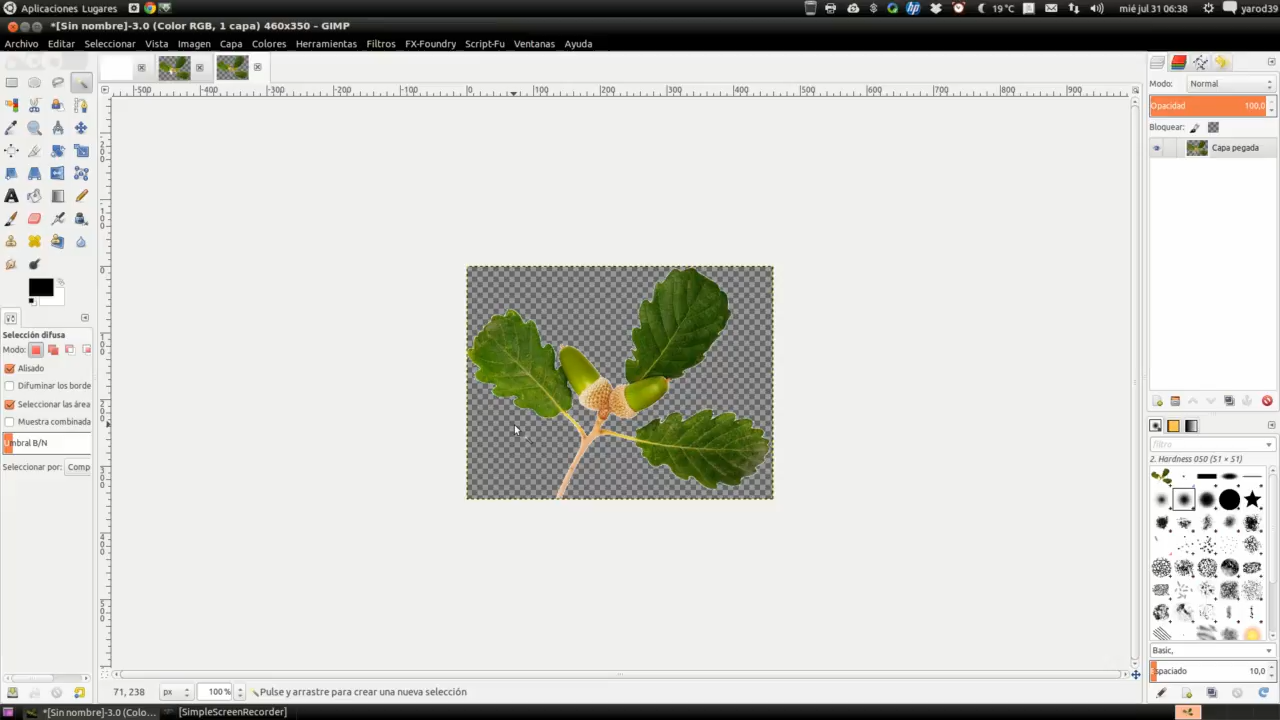 Aplicaciones Lugares
19 °C
mié jul 31 06:38
yarod39
*[Sin nombre]-3.0 (Color RGB, 1 capa) 460x350 – GIMP
Archivo Editar Seleccionar Vista Imagen Capa Colores Herramientas Filtros FX-Foundry Script-Fu Ventanas Ayuda
-500 -400 -300 -200 -100 0 100 200 300 400 500 600 700 800 900
Modo: Normal
Opacidad 100,0
Bloquear:
Capa pegada
Selección difusa
Modo:
Alisado
Difuminar los borde
Seleccionar las área
Muestra combinada
Umbral B/N
Seleccionar por: Comp
filtro
2. Hardness 050 (51 × 51)
Basic,
spaciado 10,0
71, 238 px 100 % Pulse y arrastre para crear una nueva selección
*[Sin nombre]-3.0 (Colo... [SimpleScreenRecorder]